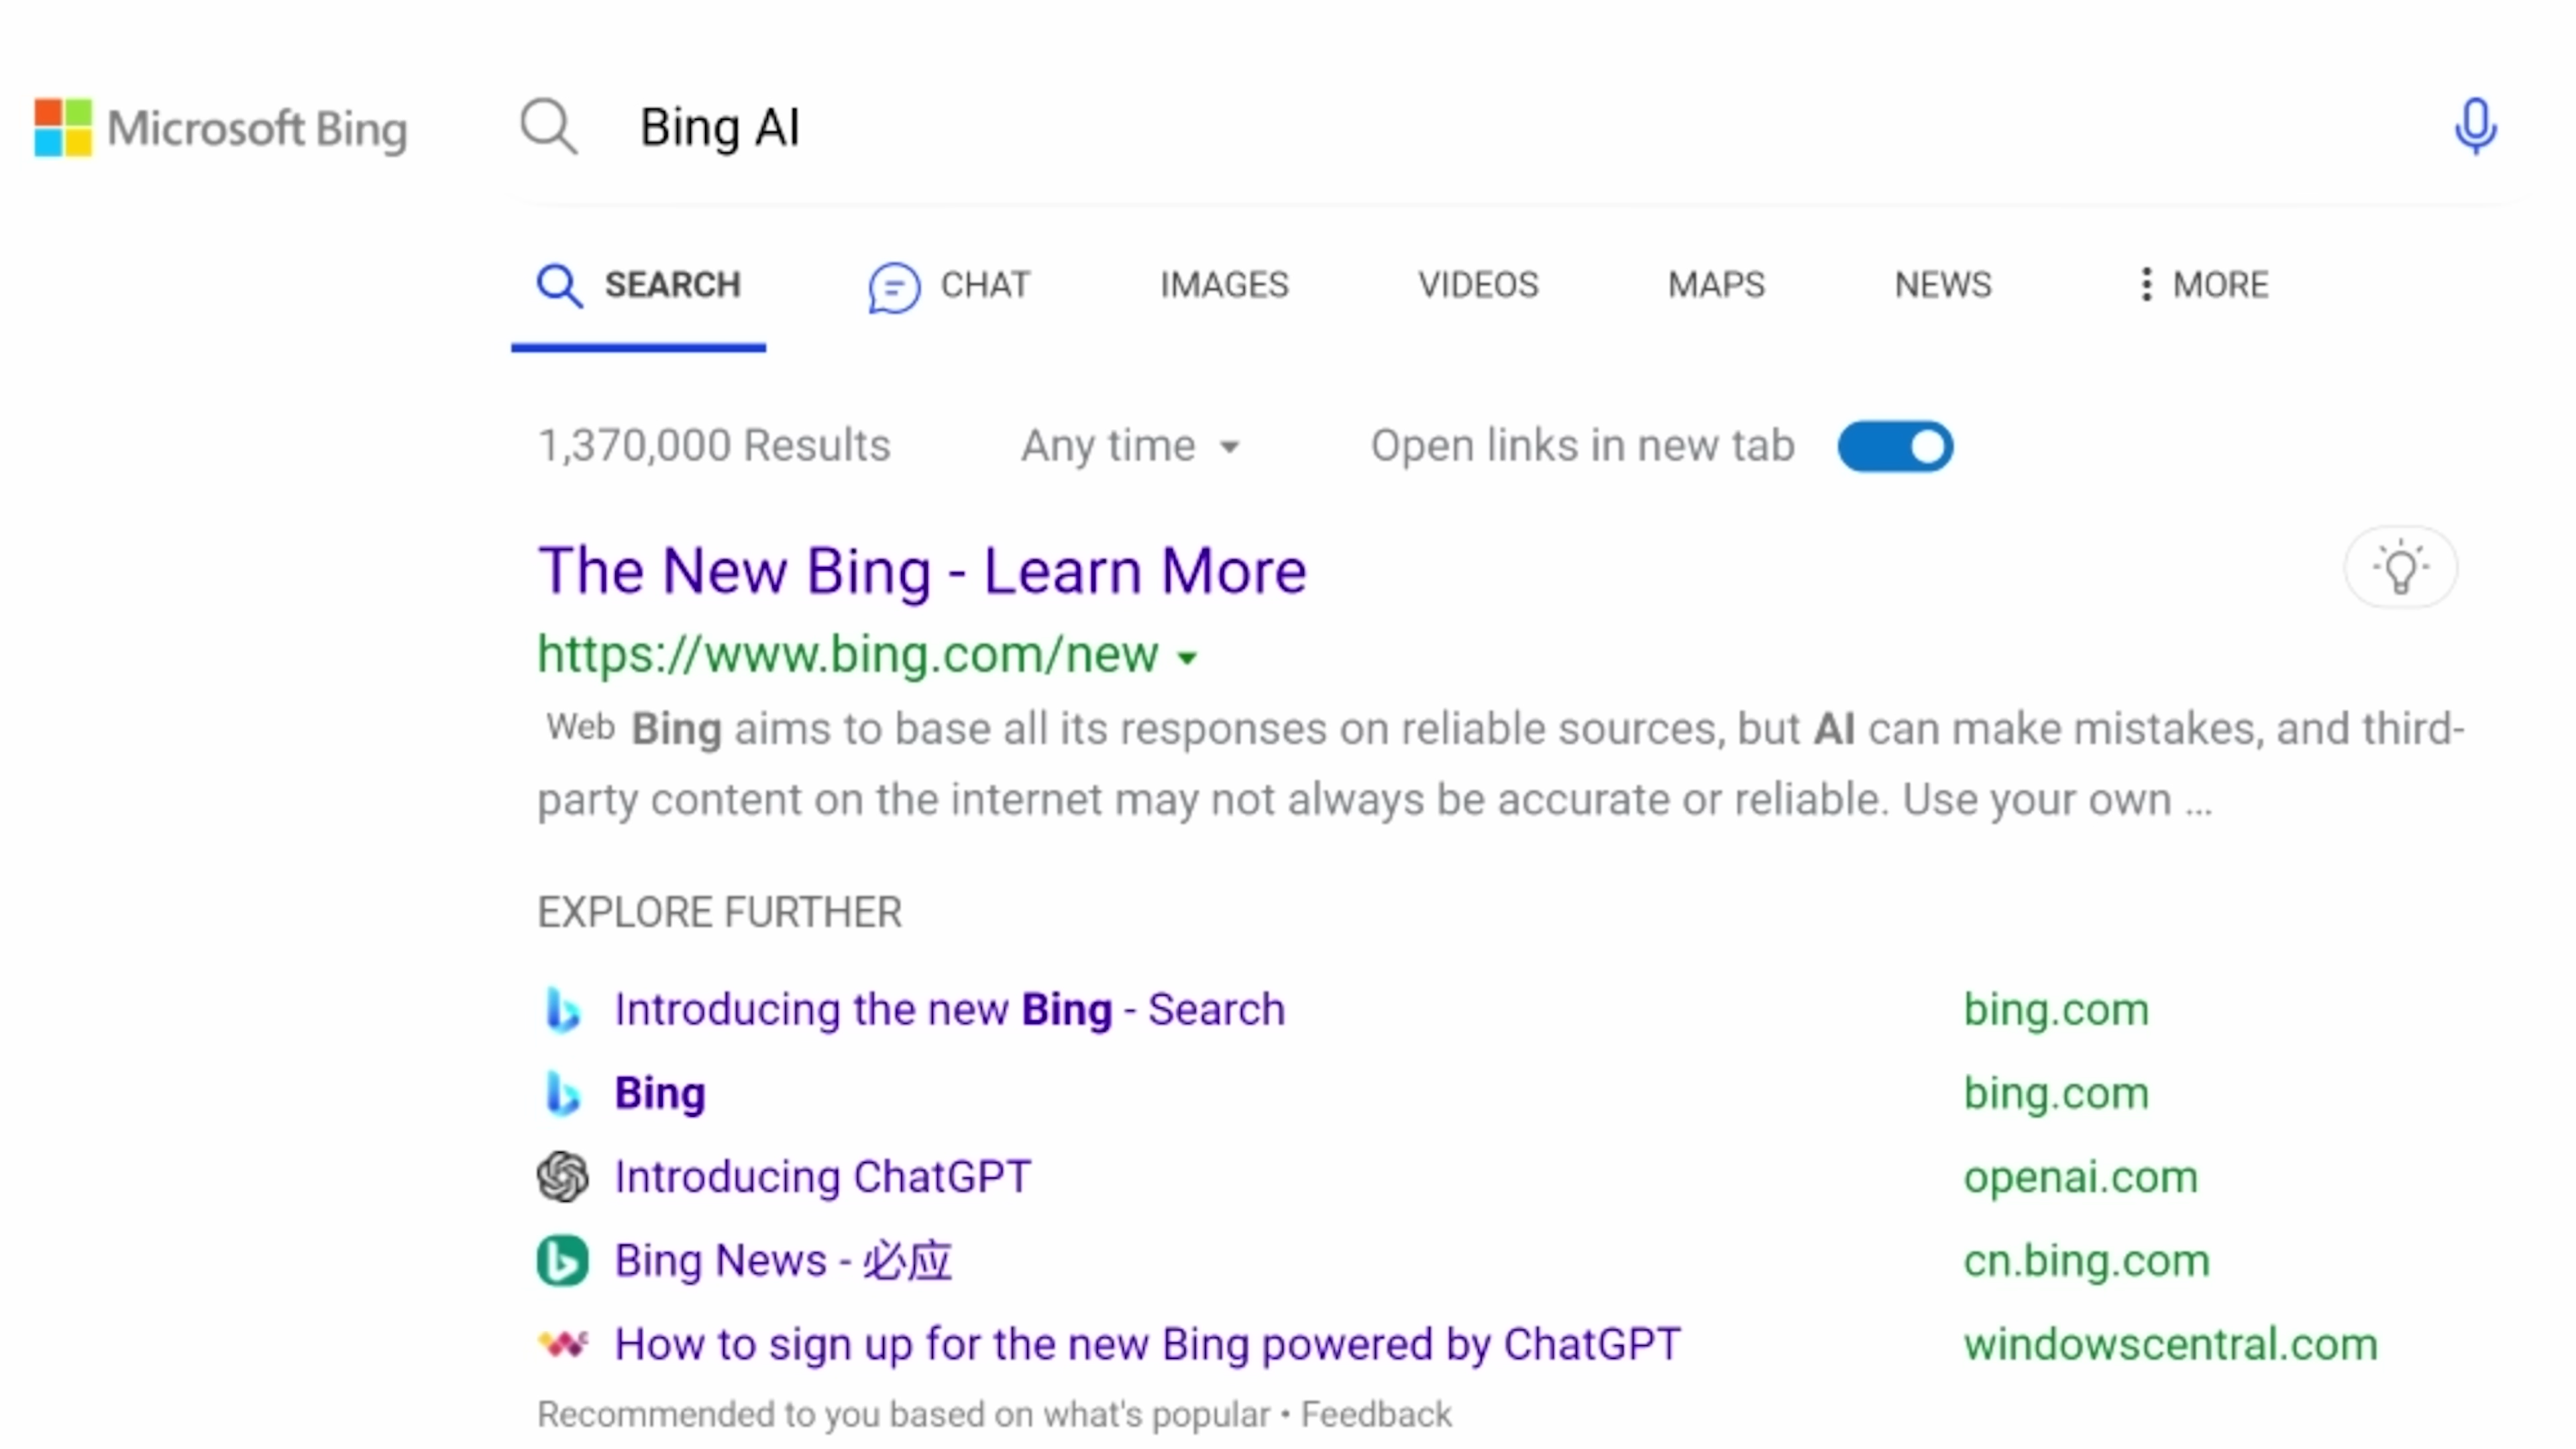 Microsoft Bing
Bing AI
SEARCH CHAT IMAGES VIDEOS MAPS NEWS MORE
1,370,000 Results Any time Open links in new tab
The New Bing - Learn More
https://www.bing.com/new
Web Bing aims to base all its responses on reliable sources, but AI can make mistakes, and third-
party content on the internet may not always be accurate or reliable. Use your own ...
EXPLORE FURTHER
Introducing the new Bing - Search bing.com
Bing bing.com
Introducing ChatGPT openai.com
Bing News - 必应 cn.bing.com
How to sign up for the new Bing powered by ChatGPT windowscentral.com
Recommended to you based on what's popular • Feedback